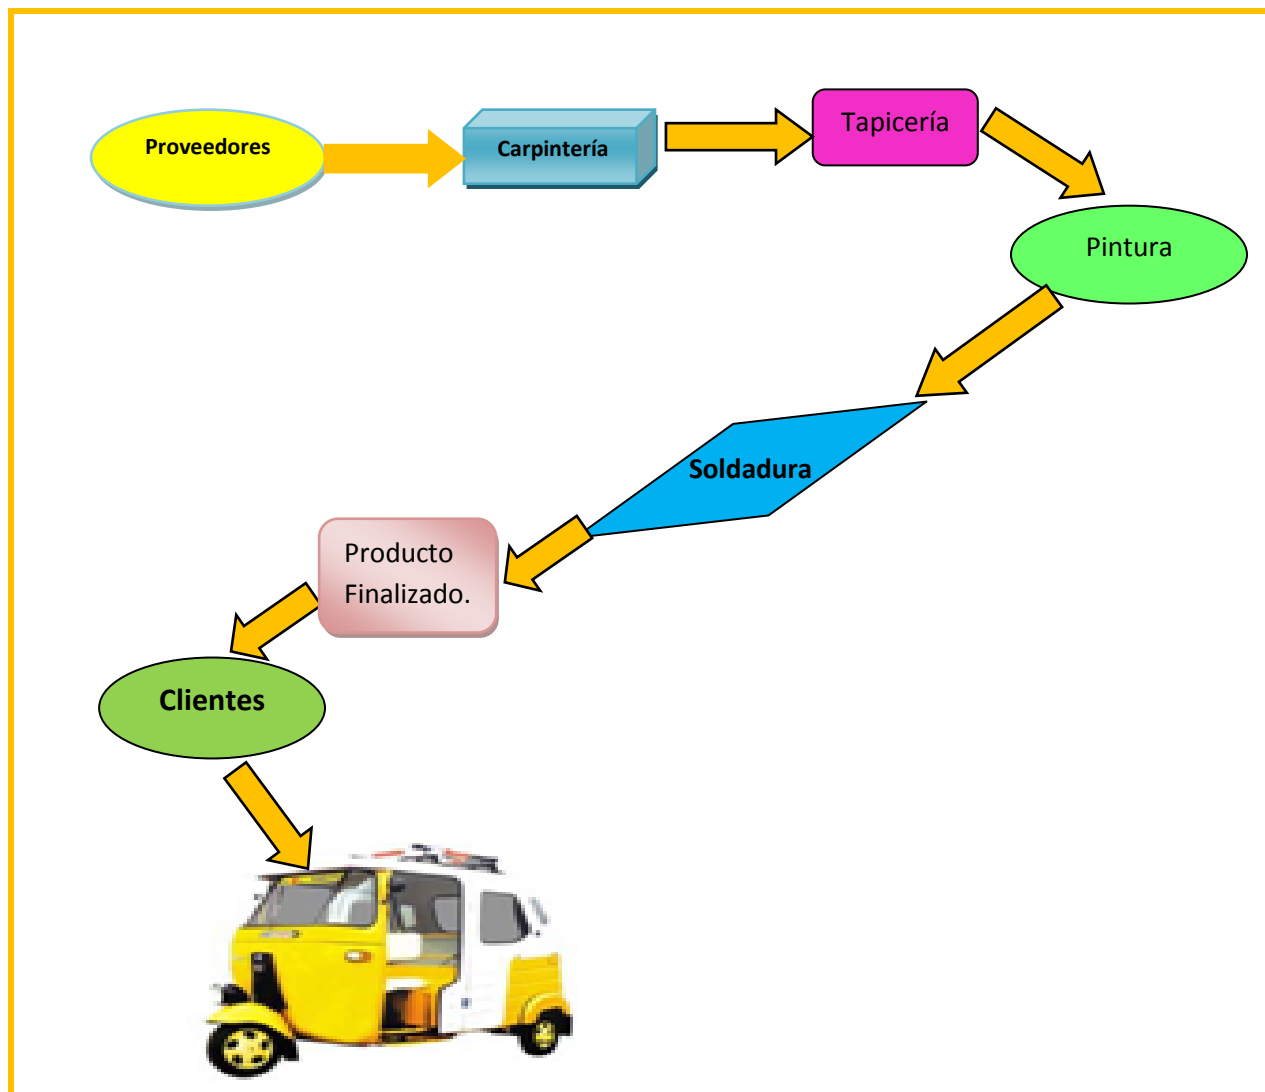 Proveedores
Carpintería
Tapicería
Pintura
Soldadura
Producto
Finalizado.
Clientes